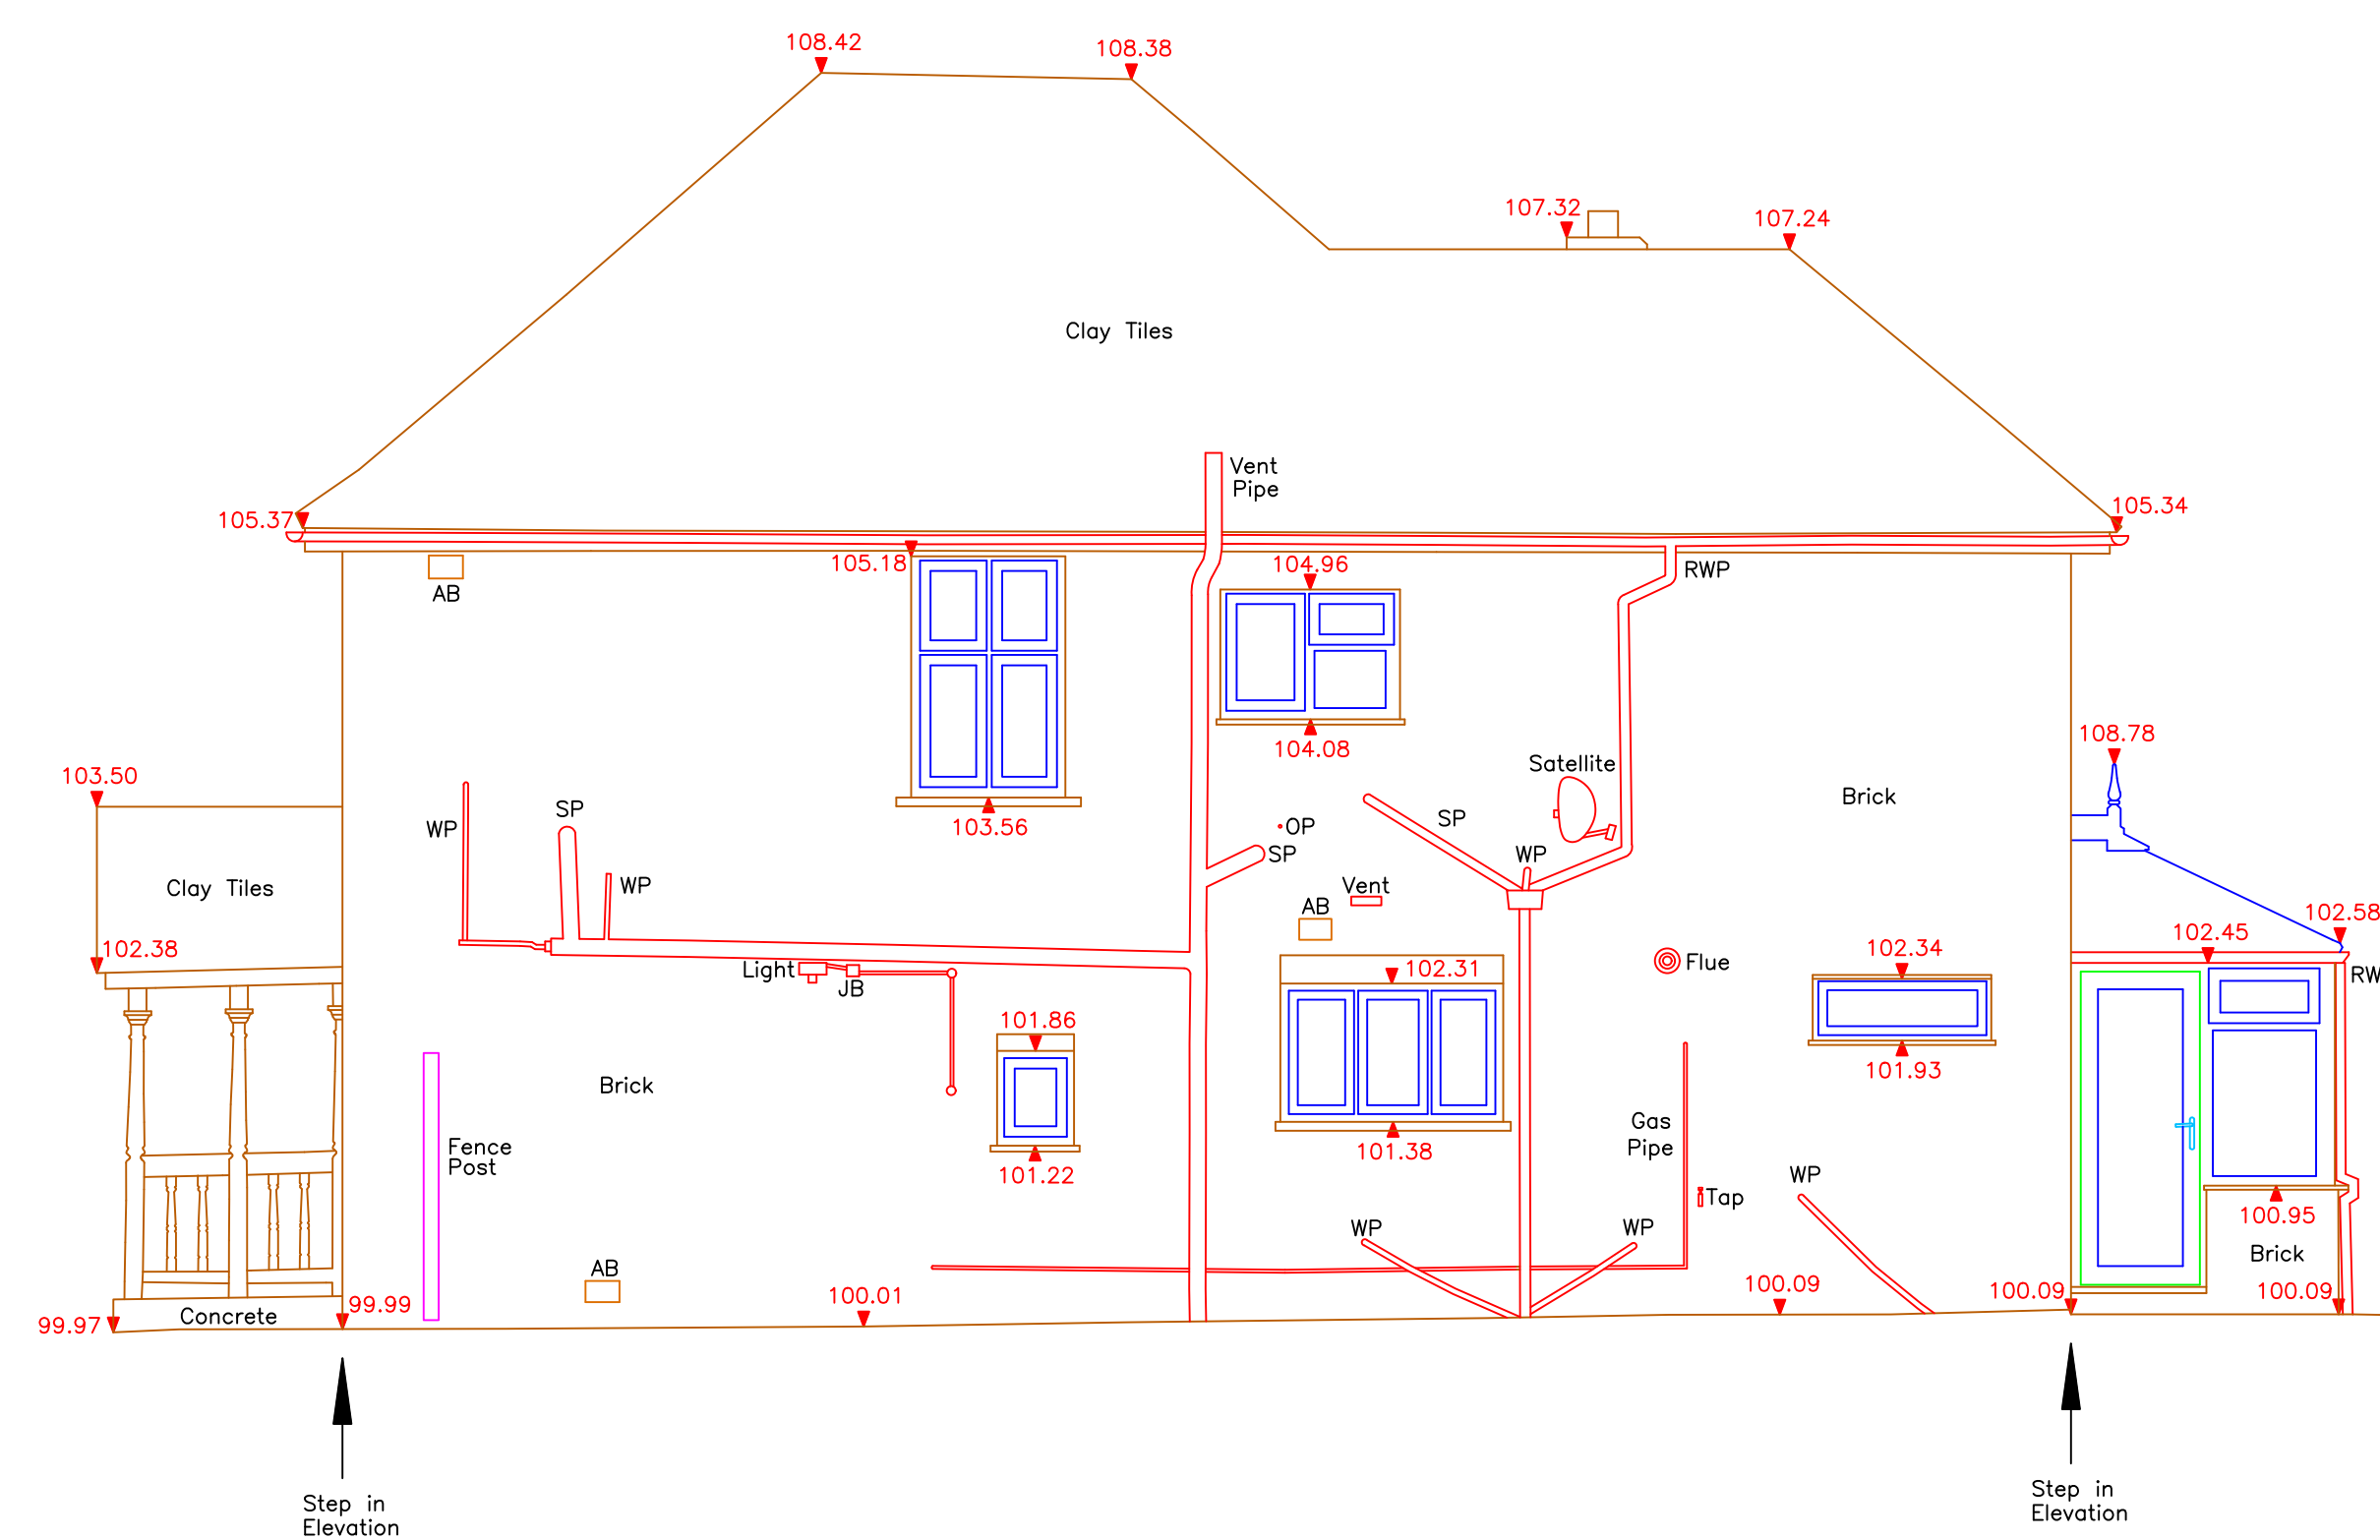 108.42
108.38
107.32
107.24
Clay Tiles
Vent
Pipe
105.37
105.34
105.18
104.96
RWP
AB
108.78
104.08
Satellite
103.50
Brick
SP
WP
103.56
SP
OP
SP
WP
WP
Clay Tiles
Vent
AB
102.58
102.45
102.38
102.34
102.31
Light
JB
Flue
RW
101.86
101.93
Brick
Gas
Pipe
Fence
Post
101.38
101.22
WP
Tap
100.95
WP
WP
Brick
AB
100.09
100.09
100.09
100.01
99.99
Concrete
99.97
Step in
Elevation
Step in
Elevation